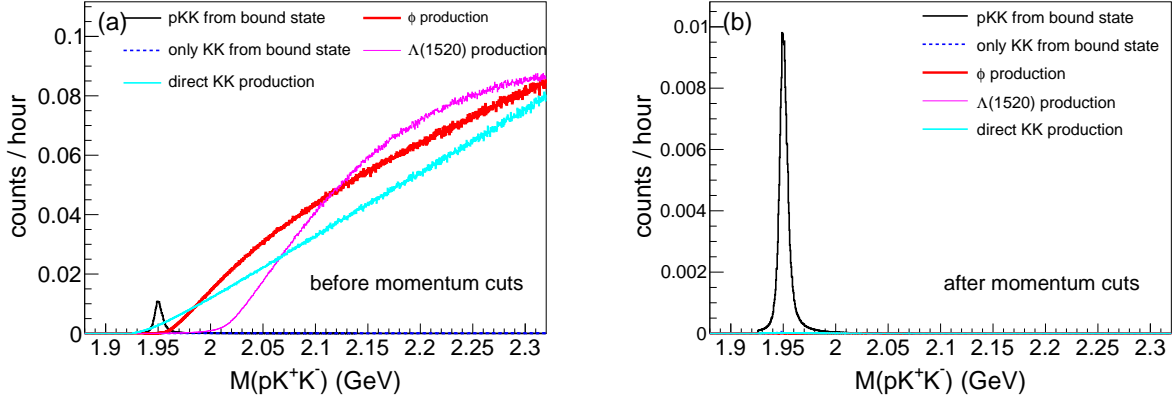 (a)
pKK from bound state
ϕ production
only KK from bound state
Λ(1520) production
direct KK production
0.1
0.08
0.06
0.04
0.02
0
counts / hour
before momentum cuts
1.9 1.95 2 2.05 2.1 2.15 2.2 2.25 2.3
M(pK⁺K⁻) (GeV)
(b)
pKK from bound state
only KK from bound state
ϕ production
Λ(1520) production
direct KK production
0.01
0.008
0.006
0.004
0.002
0
counts / hour
after momentum cuts
1.9 1.95 2 2.05 2.1 2.15 2.2 2.25 2.3
M(pK⁺K⁻) (GeV)